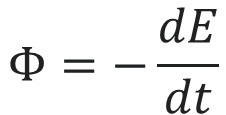 Φ = − dE/dt